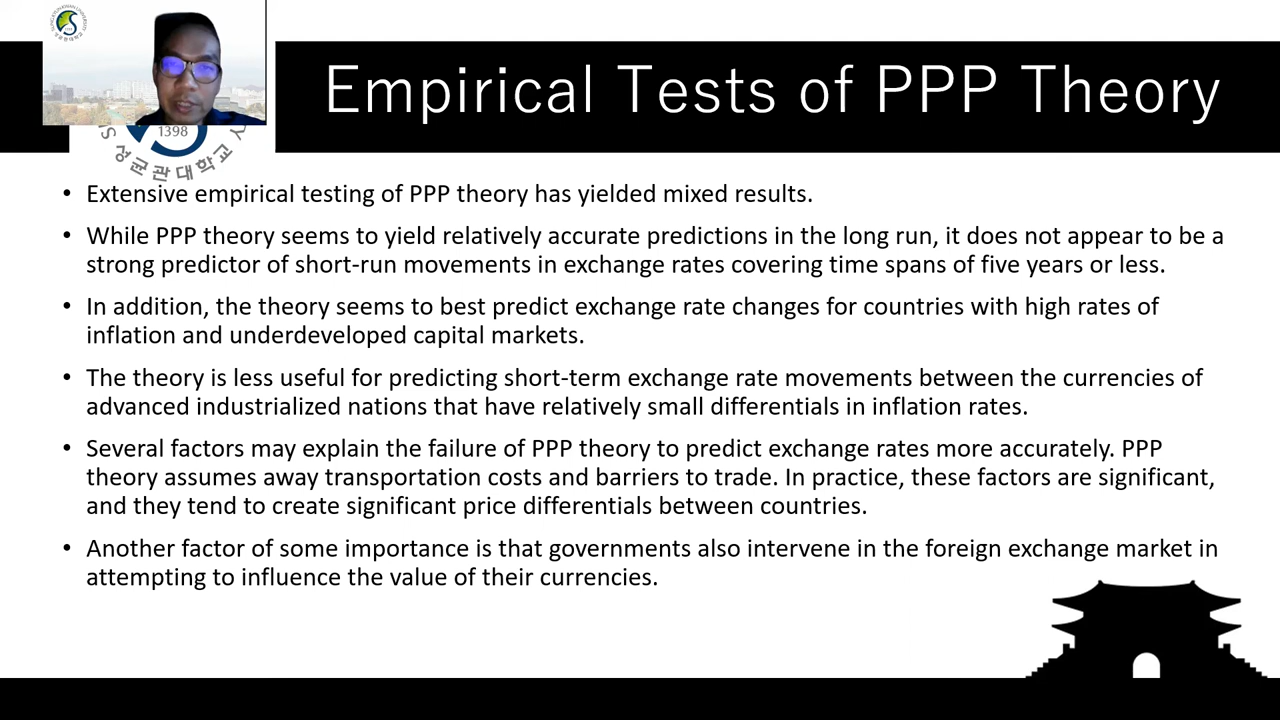 Empirical Tests of PPP Theory
1398
성균관대학교
• Extensive empirical testing of PPP theory has yielded mixed results.
• While PPP theory seems to yield relatively accurate predictions in the long run, it does not appear to be a
strong predictor of short-run movements in exchange rates covering time spans of five years or less.
• In addition, the theory seems to best predict exchange rate changes for countries with high rates of
inflation and underdeveloped capital markets.
• The theory is less useful for predicting short-term exchange rate movements between the currencies of
advanced industrialized nations that have relatively small differentials in inflation rates.
• Several factors may explain the failure of PPP theory to predict exchange rates more accurately. PPP
theory assumes away transportation costs and barriers to trade. In practice, these factors are significant,
and they tend to create significant price differentials between countries.
• Another factor of some importance is that governments also intervene in the foreign exchange market in
attempting to influence the value of their currencies.